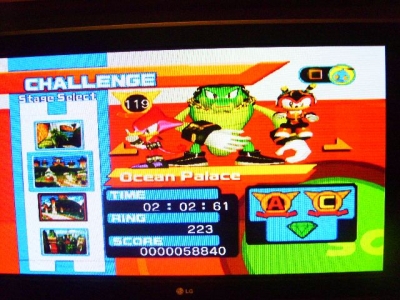 CHALLENGE
Stage Select
119
Ocean Palace
TIME
02 : 02 : 61
RING
223
SCORE
0000058840
A C
LG